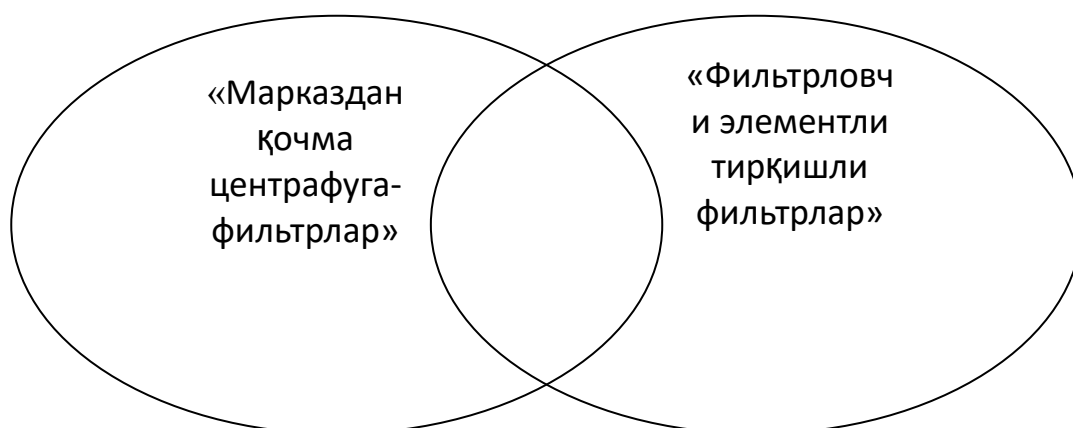 «Марказдан
қочма
центрафуга-
фильтрлар»
«Фильтрловч
и элементли
тирқишли
фильтрлар»